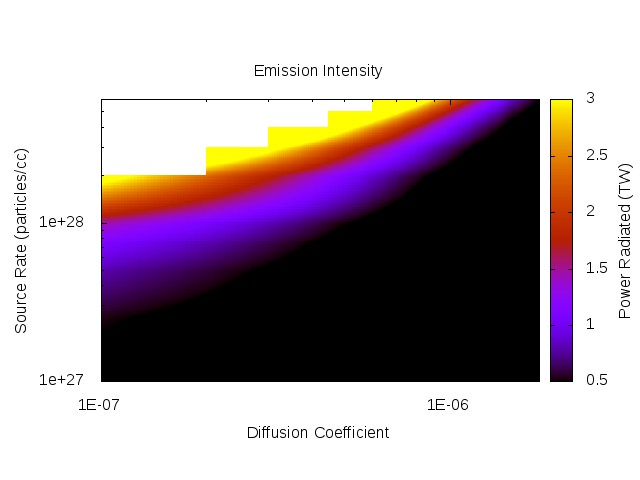 Emission Intensity
Source Rate (particles/cc)
1e+28
1e+27
1E-07
1E-06
Diffusion Coefficient
3
2.5
2
1.5
1
0.5
Power Radiated (TW)